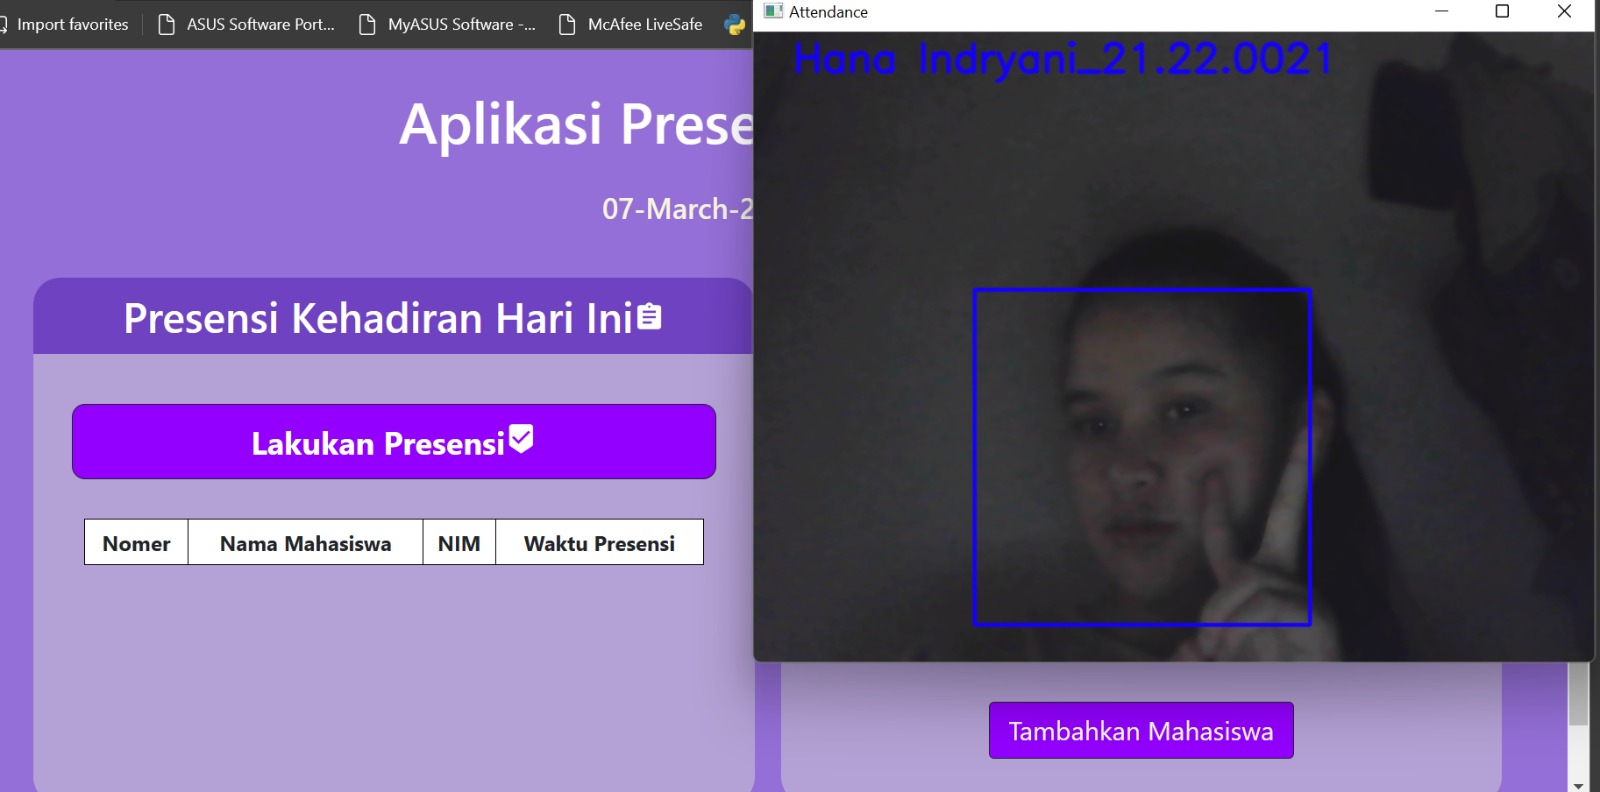 Import favorites
ASUS Software Port...
MyASUS Software -...
McAfee LiveSafe
Attendance
Hana Indryani_21.22.0021
Aplikasi Prese
07-March-2
Presensi Kehadiran Hari Ini
Lakukan Presensi
Nomer Nama Mahasiswa NIM Waktu Presensi
Tambahkan Mahasiswa